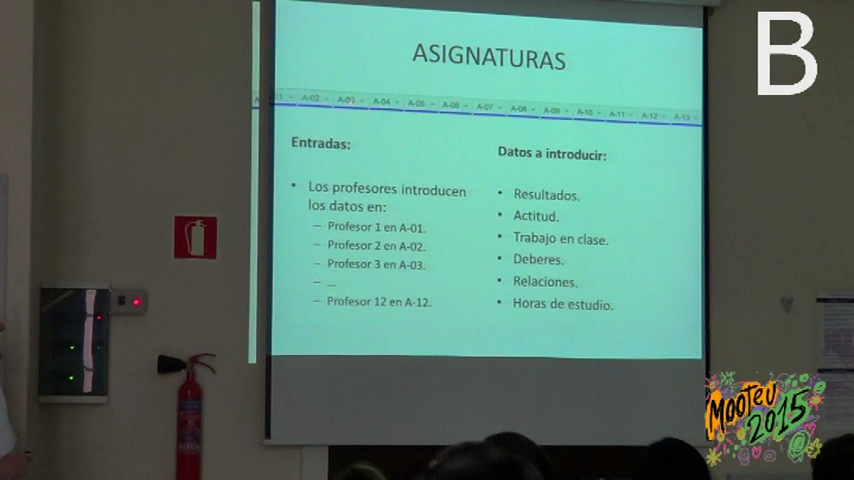 B
ASIGNATURAS
A-02 A-03 A-04 A-05 A-06 A-07 A-08 A-09 A-10 A-11 A-12 A-13
Entradas:
• Los profesores introducen
los datos en:
– Profesor 1 en A-01.
– Profesor 2 en A-02.
– Profesor 3 en A-03.
– ...
– Profesor 12 en A-12.
Datos a introducir:
• Resultados.
• Actitud.
• Trabajo en clase.
• Deberes.
• Relaciones.
• Horas de estudio.
Mooteu
2015